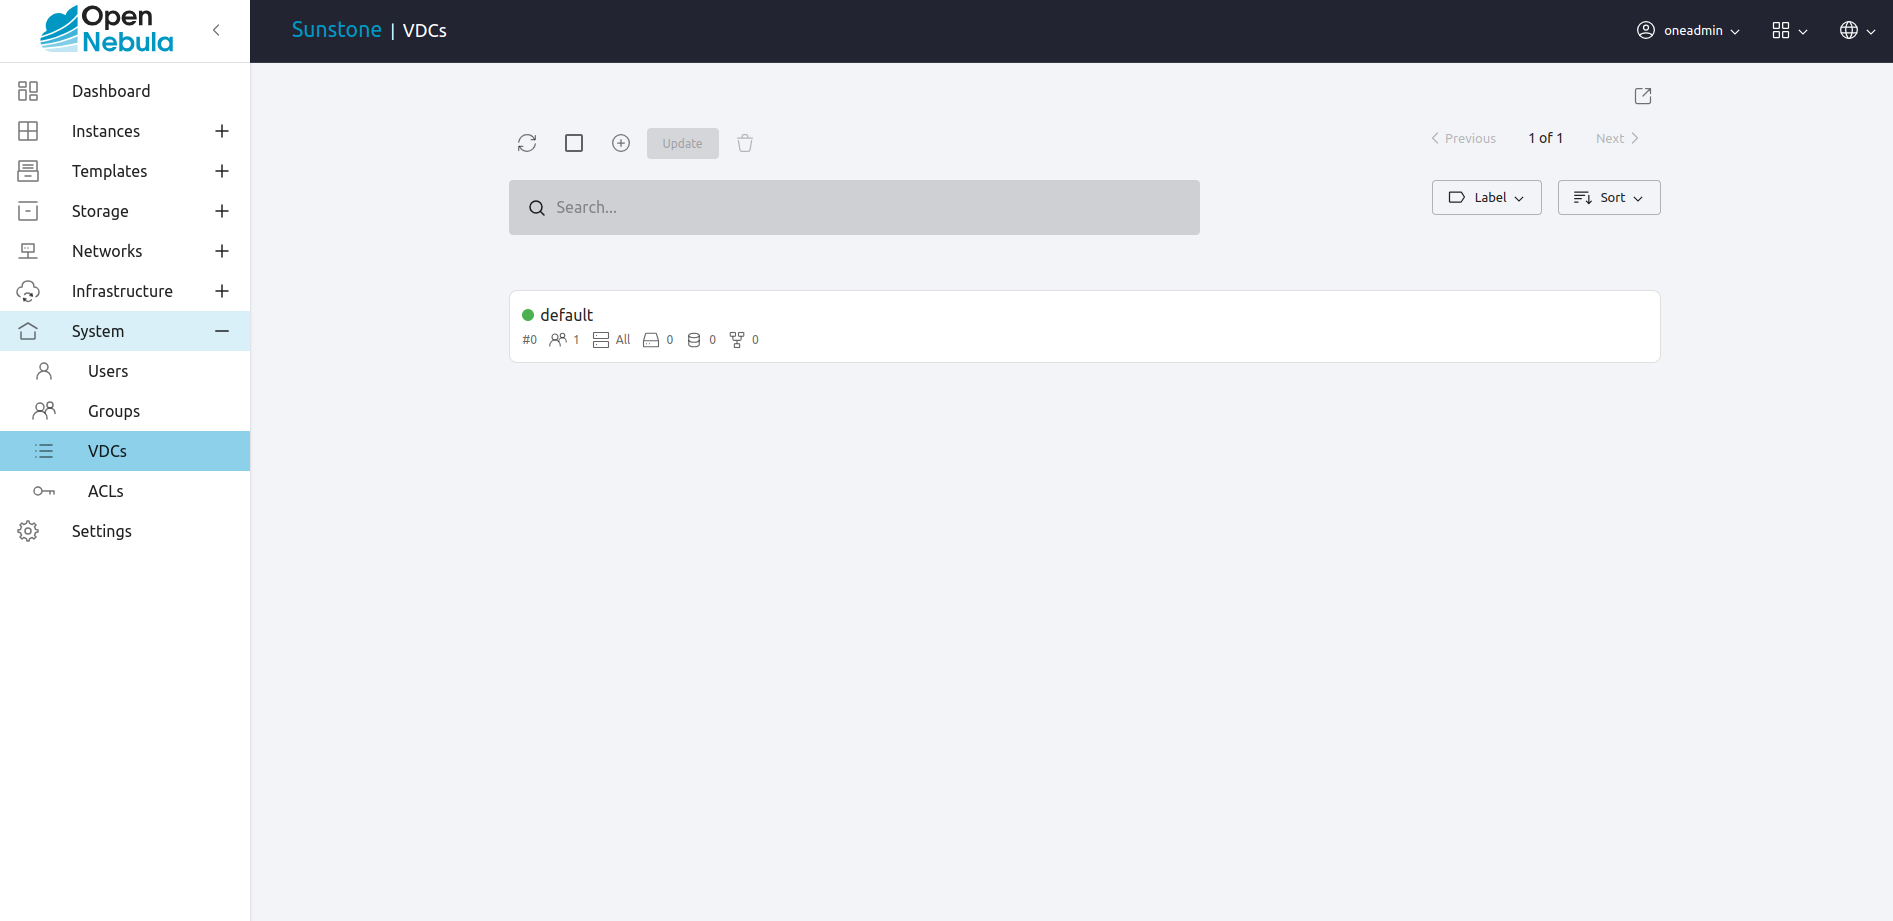 Open
Nebula
Sunstone | VDCs
oneadmin
Dashboard
Instances
Templates
Storage
Networks
Infrastructure
System
Users
Groups
VDCs
ACLs
Settings
Update
Previous 1 of 1 Next
Search...
Label Sort
default
#0 1 All 0 0 0